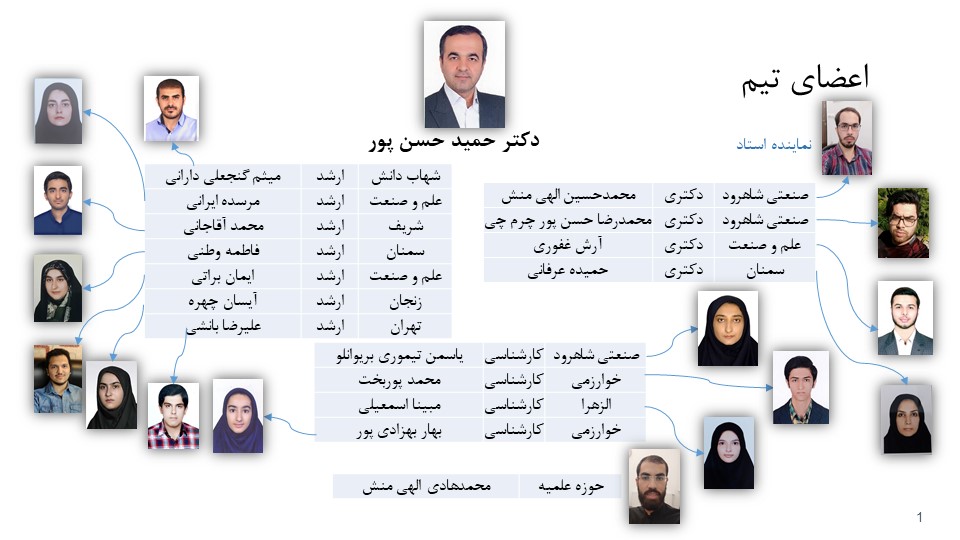 اعضای تیم
دکتر حمید حسن پور
نماینده استاد
صنعتی شاهرود دکتری محمدحسین الهی منش
صنعتی شاهرود دکتری محمدرضا حسن پور چرم چی
علم و صنعت دکتری آرش غفوری
سمنان دکتری حمیده عرفانی
شهاب دانش ارشد میثم گنجعلی دارانی
علم و صنعت ارشد مرسده ایرانی
شریف ارشد محمد آقاجانی
سمنان ارشد فاطمه وطنی
علم و صنعت ارشد ایمان براتی
زنجان ارشد آیسان چهره
تهران ارشد علیرضا بانشی
صنعتی شاهرود کارشناسی یاسمن تیموری بریوانلو
خوارزمی کارشناسی محمد پوربخت
الزهرا کارشناسی مبینا اسمعیلی
خوارزمی کارشناسی بهار بهزادی پور
حوزه علمیه محمدهادی الهی منش
1